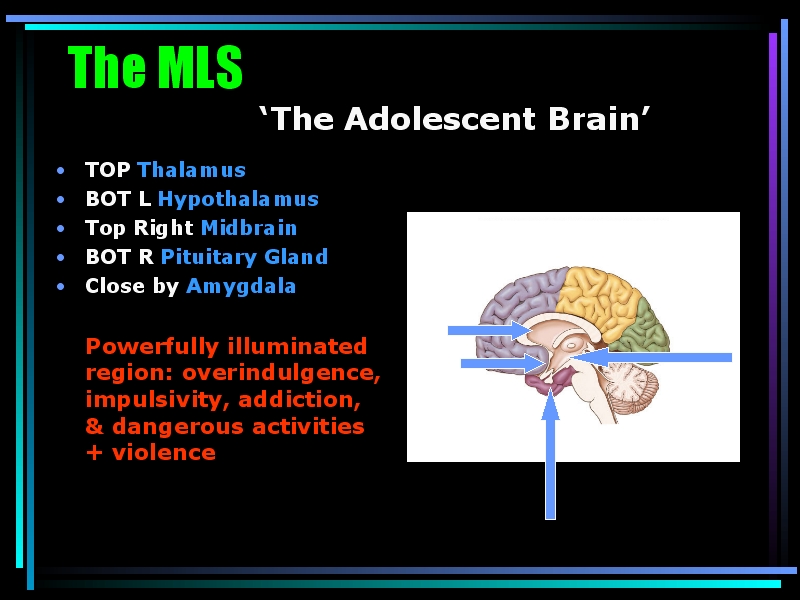 The MLS
‘The Adolescent Brain’
• TOP Thalamus
• BOT L Hypothalamus
• Top Right Midbrain
• BOT R Pituitary Gland
• Close by Amygdala
Powerfully illuminated
region: overindulgence,
impulsivity, addiction,
& dangerous activities
+ violence